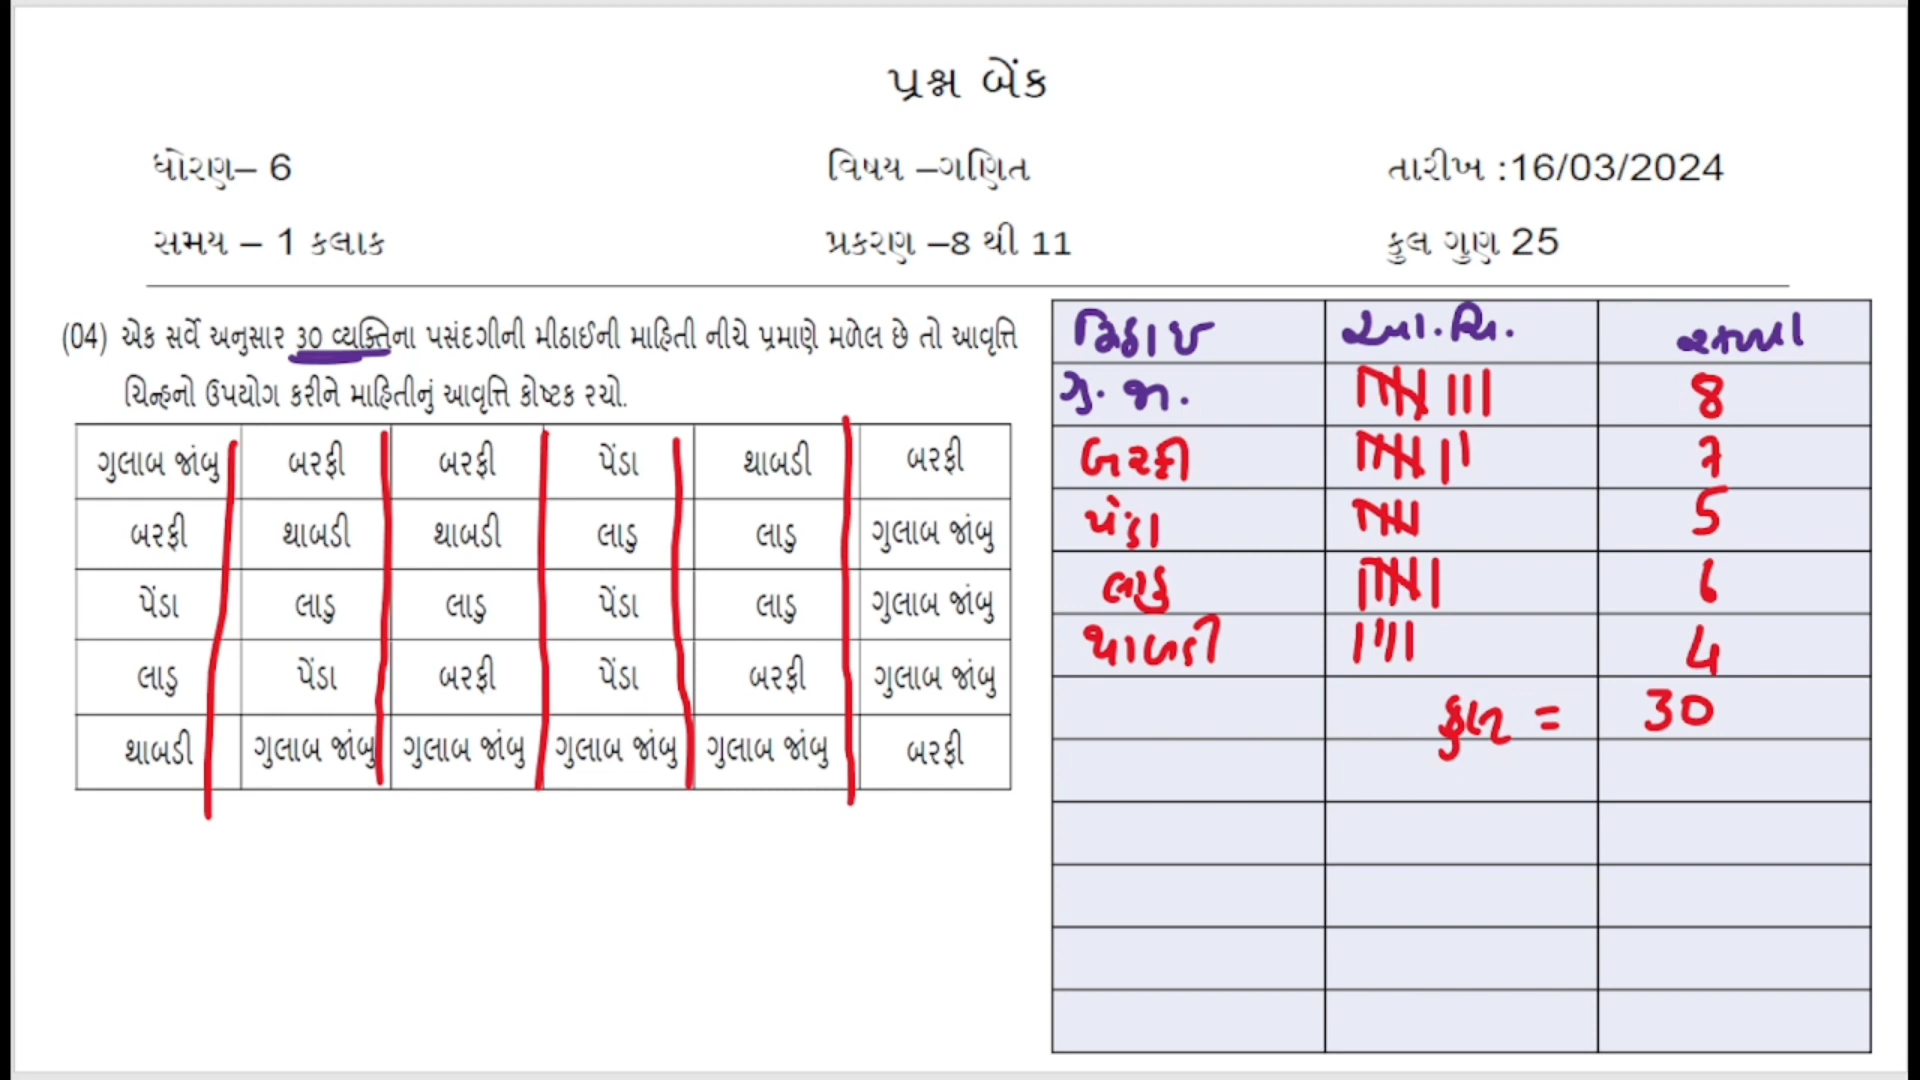 પ્રશ્ન બેંક
ધોરણ– 6 વિષય –ગણિત તારીખ :16/03/2024
સમય – 1 કલાક પ્રકરણ –8 થી 11 કુલ ગુણ 25
(04) એક સર્વે અનુસાર ૩૦ વ્યક્તિના પસંદગીની મીઠાઈની માહિતી નીચે પ્રમાણે મળેલ છે તો આવૃત્તિ
ચિન્હનો ઉપયોગ કરીને માહિતીનું આવૃત્તિ કોષ્ટક રચો.
ગુલાબ જાંબુ બરફી બરફી પેંડા થાબડી બરફી
બરફી થાબડી થાબડી લાડુ લાડુ ગુલાબ જાંબુ
પેંડા લાડુ લાડુ પેંડા લાડુ ગુલાબ જાંબુ
લાડુ પેંડા બરફી પેંડા બરફી ગુલાબ જાંબુ
થાબડી ગુલાબ જાંબુ ગુલાબ જાંબુ ગુલાબ જાંબુ ગુલાબ જાંબુ બરફી
મિઠાઈ આ. ચિ. સંખ્યા
ગુ. જા. 8
બરફી 7
પેંડા 5
લાડુ 6
થાબડી 4
કુલ = 30